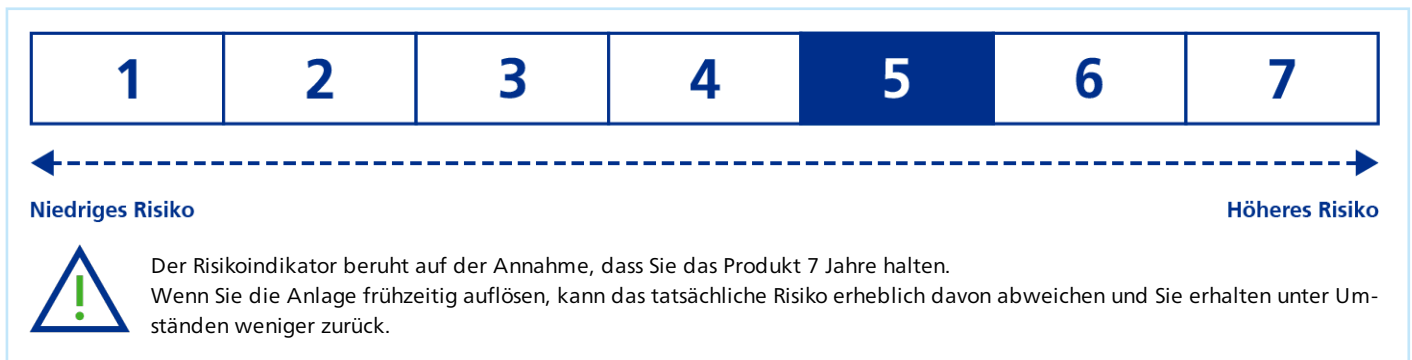 1 2 3 4 5 6 7
Niedriges Risiko Höheres Risiko
Der Risikoindikator beruht auf der Annahme, dass Sie das Produkt 7 Jahre halten.
Wenn Sie die Anlage frühzeitig auflösen, kann das tatsächliche Risiko erheblich davon abweichen und Sie erhalten unter Um-
ständen weniger zurück.